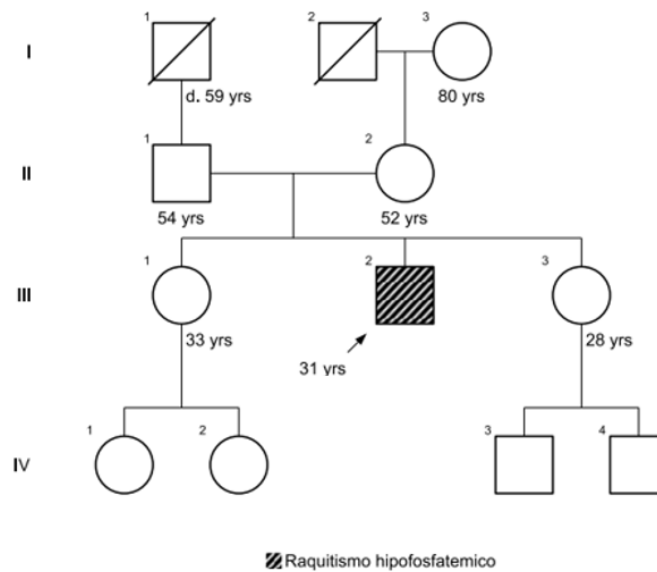 1
2
3
I
d. 59 yrs
80 yrs
1
2
II
54 yrs
52 yrs
1
2
3
III
33 yrs
28 yrs
31 yrs
1
2
3
4
IV
Raquitismo hipofosfatemico